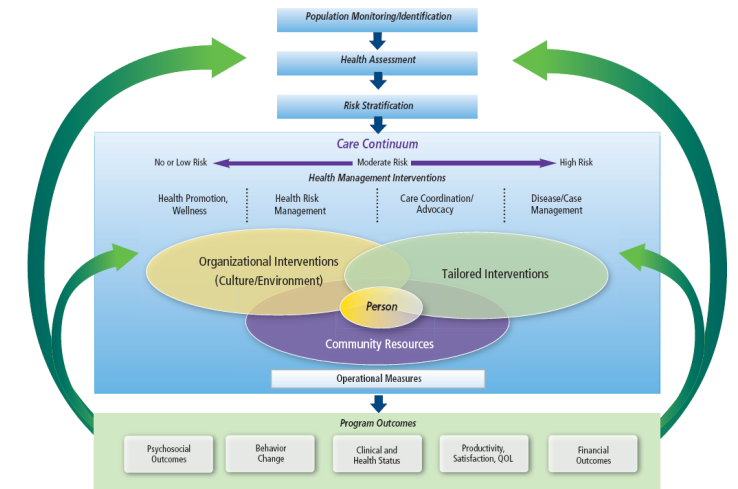 Population Monitoring/Identification
Health Assessment
Risk Stratification
Care Continuum
No or Low Risk
Moderate Risk
High Risk
Health Management Interventions
Health Promotion,
Wellness
Health Risk
Management
Care Coordination/
Advocacy
Disease/Case
Management
Organizational Interventions
(Culture/Environment)
Tailored Interventions
Person
Community Resources
Operational Measures
Program Outcomes
Psychosocial
Outcomes
Behavior
Change
Clinical and
Health Status
Productivity,
Satisfaction, QOL
Financial
Outcomes